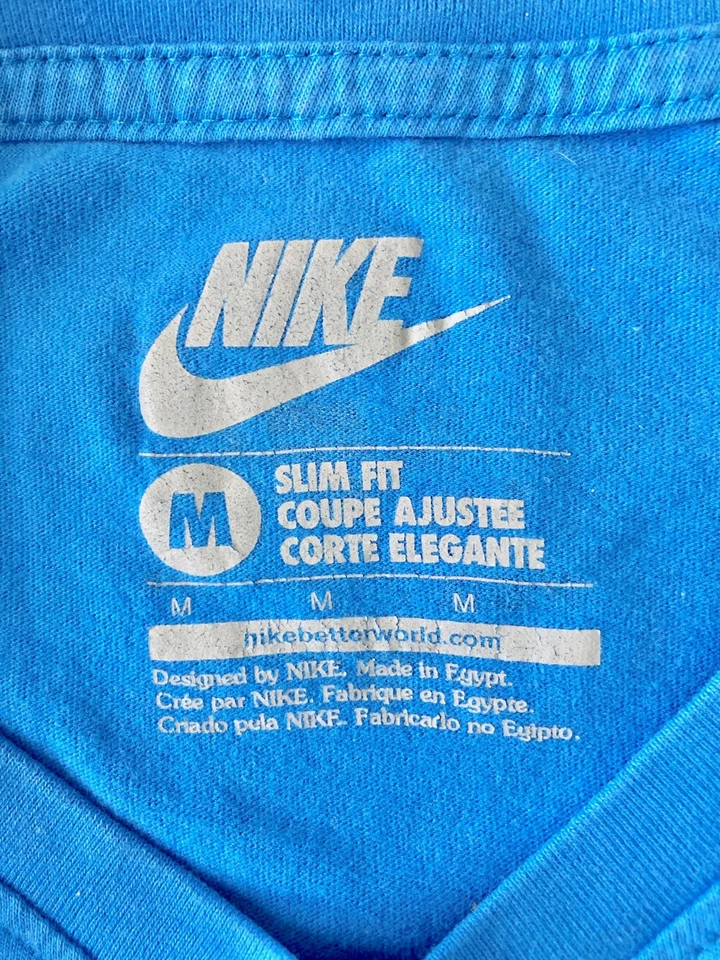 NIKE
M
SLIM FIT
COUPE AJUSTEE
CORTE ELEGANTE
M M M
nikebetterworld.com
Designed by NIKE. Made in Egypt.
Crée par NIKE. Fabrique en Egypte.
Criado pela NIKE. Fabricado no Egipto.